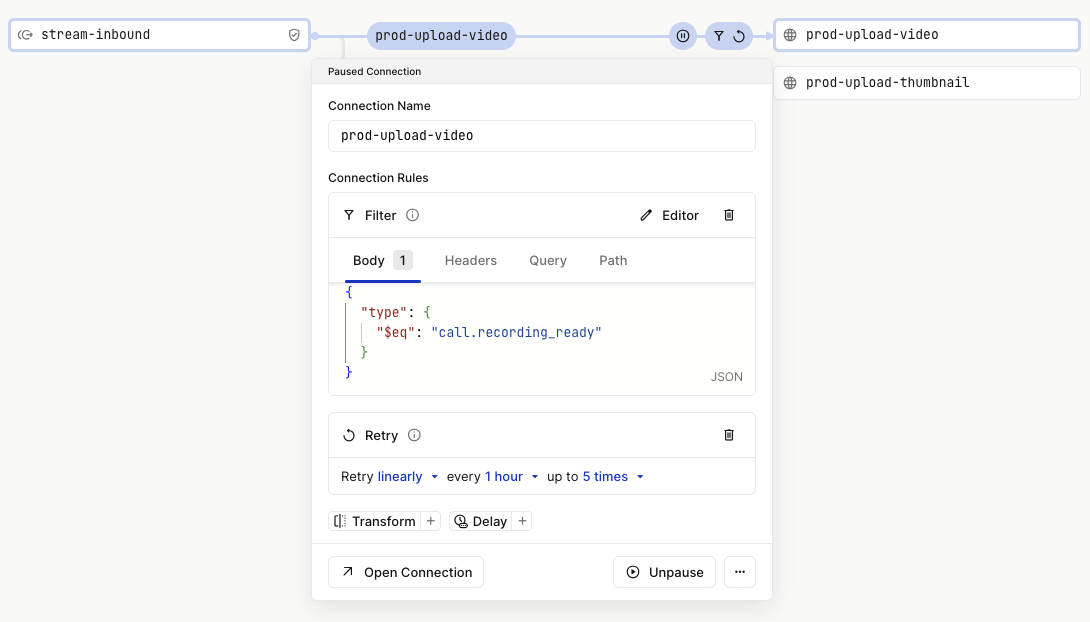 stream-inbound
prod-upload-video
prod-upload-video
prod-upload-thumbnail
Paused Connection
Connection Name
prod-upload-video
Connection Rules
Filter
Editor
Body 1 Headers Query Path
{
"type": {
"$eq": "call.recording_ready"
}
}
JSON
Retry
Retry linearly every 1 hour up to 5 times
Transform + Delay +
Open Connection
Unpause